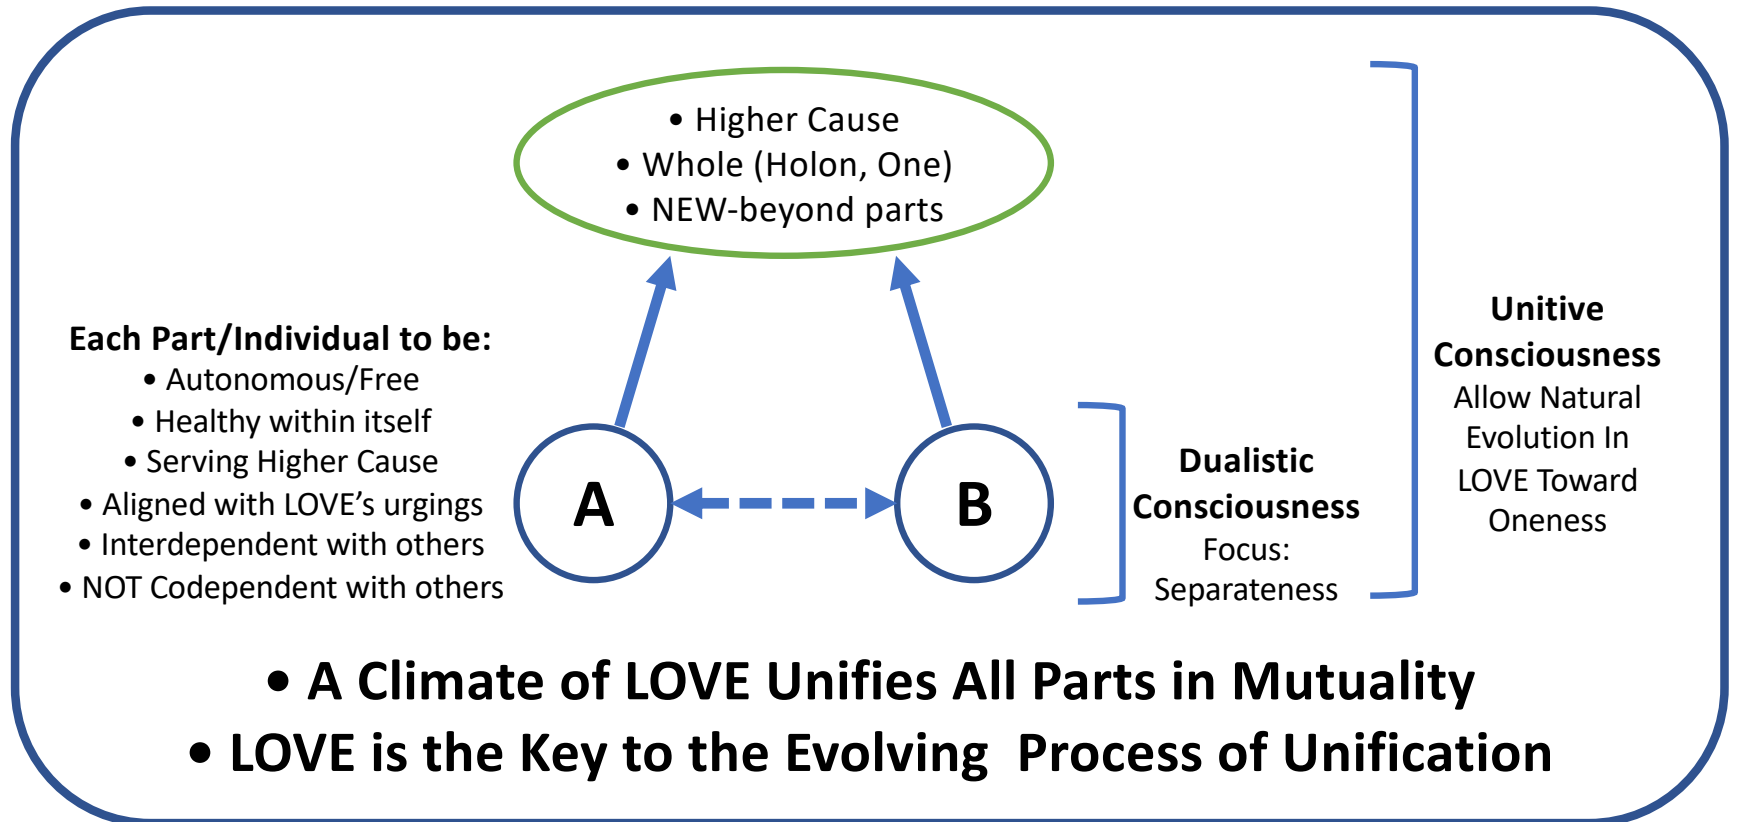 • Higher Cause
• Whole (Holon, One)
• NEW-beyond parts
Each Part/Individual to be:
• Autonomous/Free
• Healthy within itself
• Serving Higher Cause
• Aligned with LOVE’s urgings
• Interdependent with others
• NOT Codependent with others
A
B
Dualistic
Consciousness
Focus:
Separateness
Unitive
Consciousness
Allow Natural
Evolution In
LOVE Toward
Oneness
• A Climate of LOVE Unifies All Parts in Mutuality
• LOVE is the Key to the Evolving  Process of Unification